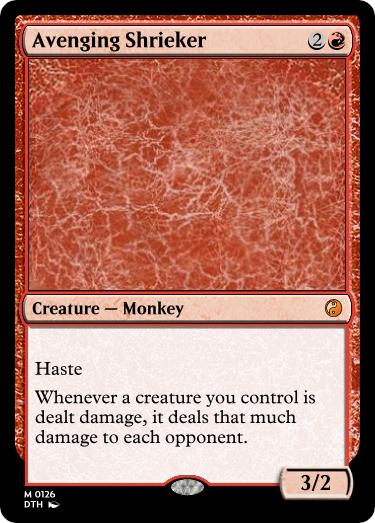 Avenging Shrieker 2
Creature — Monkey
Haste
Whenever a creature you control is
dealt damage, it deals that much
damage to each opponent.
3/2
M 0126
DTH